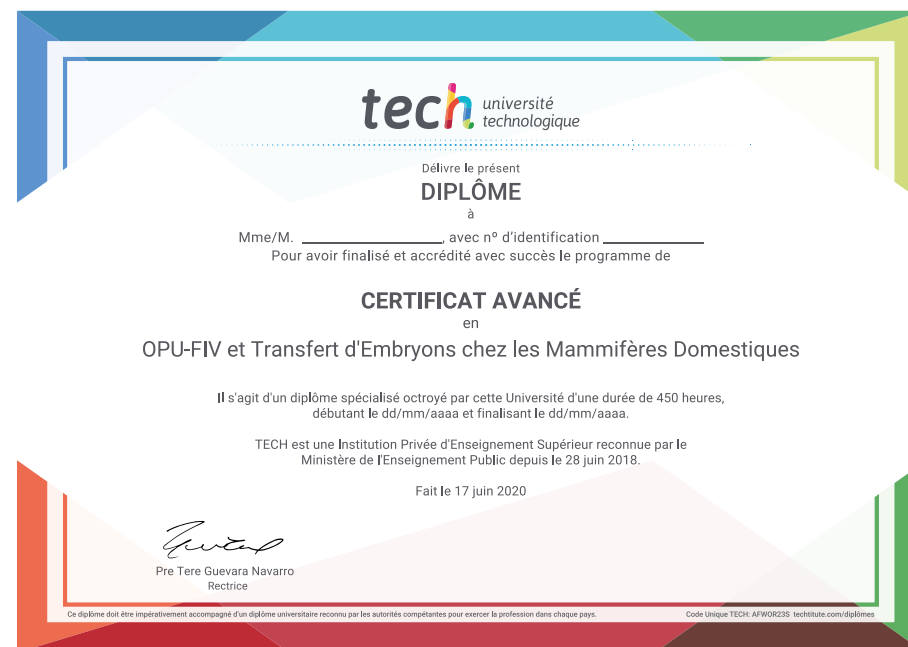 tech université
technologique
Délivre le présent
DIPLÔME
à
Mme/M. ____________, avec nº d'identification ____________
Pour avoir finalisé et accrédité avec succès le programme de
CERTIFICAT AVANCÉ
en
OPU-FIV et Transfert d'Embryons chez les Mammifères Domestiques
Il s'agit d'un diplôme spécialisé octroyé par cette Université d'une durée de 450 heures,
débutant le dd/mm/aaaa et finalisant le dd/mm/aaaa.
TECH est une Institution Privée d'Enseignement Supérieur reconnue par le
Ministère de l'Enseignement Public depuis le 28 juin 2018.
Fait le 17 juin 2020
Pre Tere Guevara Navarro
Rectrice
Ce diplôme doit être impérativement accompagné d'un diplôme universitaire reconnu par les autorités compétentes pour exercer la profession dans chaque pays.
Code Unique TECH: AFWOR23S techtitute.com/diplômes